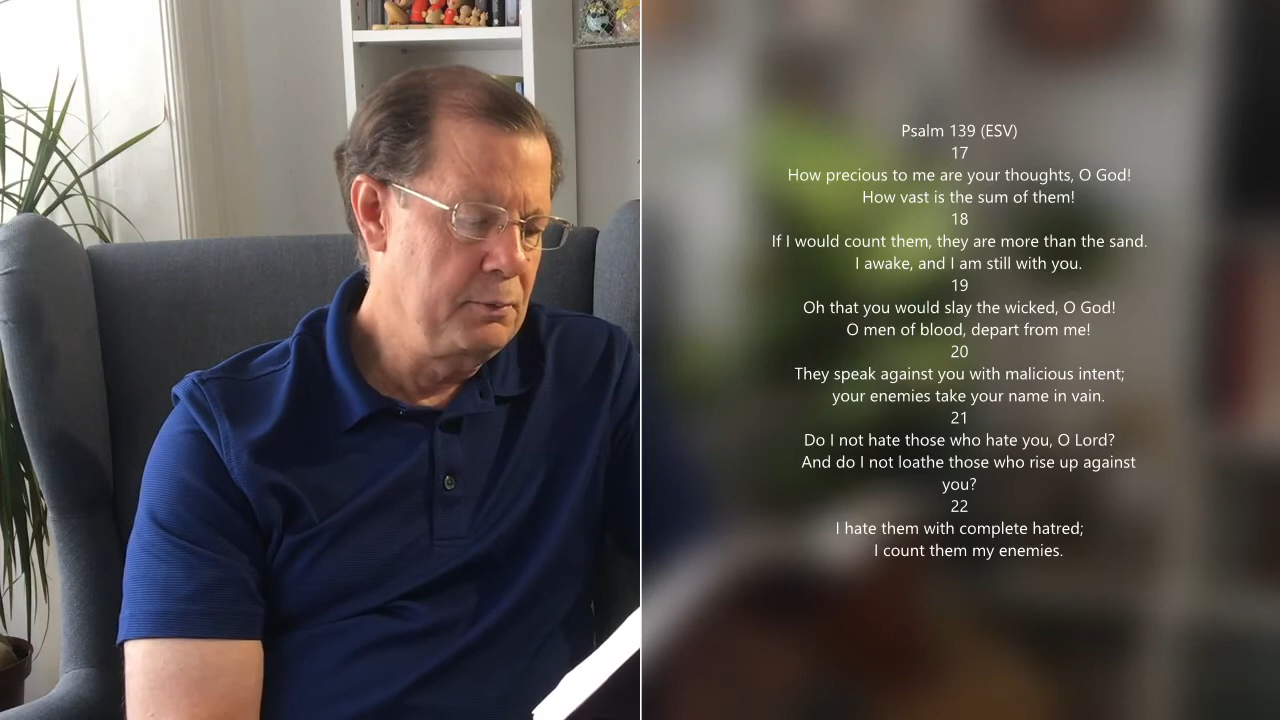 Psalm 139 (ESV)
17
How precious to me are your thoughts, O God!
How vast is the sum of them!
18
If I would count them, they are more than the sand.
I awake, and I am still with you.
19
Oh that you would slay the wicked, O God!
O men of blood, depart from me!
20
They speak against you with malicious intent;
your enemies take your name in vain.
21
Do I not hate those who hate you, O Lord?
And do I not loathe those who rise up against
you?
22
I hate them with complete hatred;
I count them my enemies.